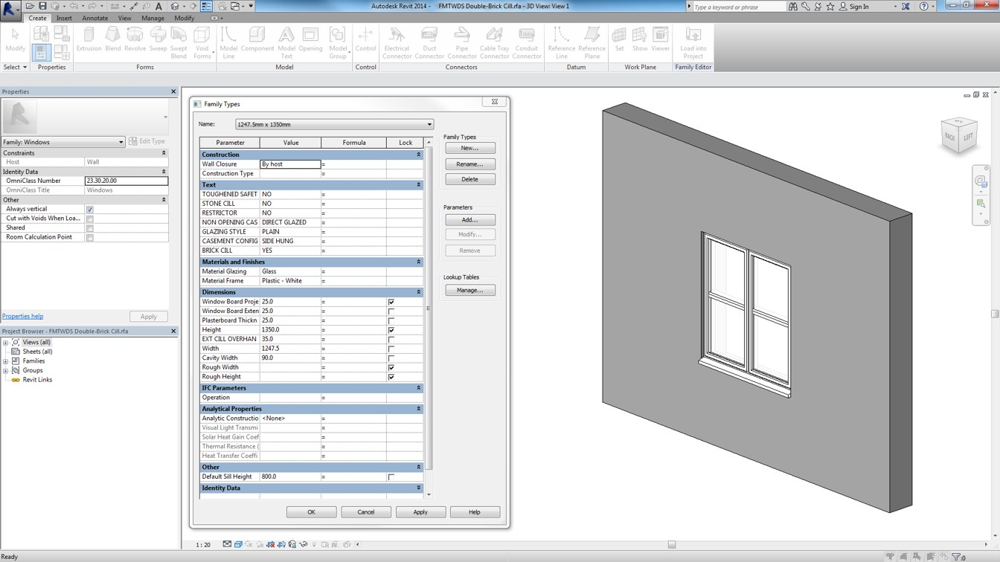 Autodesk Revit 2014 - FMTWDS Double-Brick Cill.rfa - 3D View: View 1
Type a keyword or phrase
Sign In
Create Insert Annotate View Manage Modify
Modify
Extrusion Blend Revolve Sweep Swept Blend Void Forms
Model Line Component Model Text Opening Model Group
Control
Electrical Connector Duct Connector Pipe Connector Cable Tray Connector Conduit Connector
Reference Line Reference Plane
Set Show Viewer
Load into Project
Select Properties Forms Model Control Connectors Datum Work Plane Family Editor
Properties
Family: Windows
Edit Type
Constraints
Host Wall
Identity Data
OmniClass Number 23.30.20.00
OmniClass Title Windows
Other
Always vertical
Cut with Voids When Loa...
Shared
Room Calculation Point
Properties help
Apply
Project Browser - FMTWDS Double-Brick Cill.rfa
Views (all)
Sheets (all)
Families
Groups
Revit Links
Family Types
Name: 1247.5mm x 1350mm
Parameter Value Formula Lock
Construction
Wall Closure By host =
Construction Type =
Text
TOUGHENED SAFET NO =
STONE CILL NO =
RESTRICTOR NO =
NON OPENING CAS DIRECT GLAZED =
GLAZING STYLE PLAIN =
CASEMENT CONFIG SIDE HUNG =
BRICK CILL YES =
Materials and Finishes
Material Glazing Glass =
Material Frame Plastic - White =
Dimensions
Window Board Proje 25.0 =
Window Board Exten 25.0 =
Plasterboard Thickn 25.0 =
Height 1350.0 =
EXT CILL OVERHAN 35.0 =
Width 1247.5 =
Cavity Width 90.0 =
Rough Width =
Rough Height =
IFC Parameters
Operation =
Analytical Properties
Analytic Constructio <None> =
Visual Light Transmi =
Solar Heat Gain Coef =
Thermal Resistance ( =
Heat Transfer Coeffi =
Other
Default Sill Height 800.0 =
Identity Data
Family Types
New...
Rename...
Delete
Parameters
Add...
Modify...
Remove
Lookup Tables
Manage...
OK Cancel Apply Help
BACK LEFT
1 : 20
Ready
:0